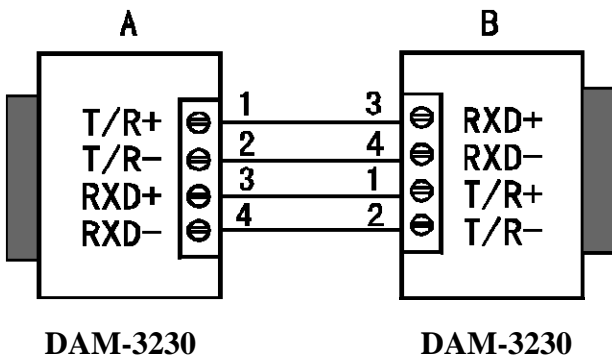 A B
T/R+ 1 3 RXD+
T/R- 2 4 RXD-
RXD+ 3 1 T/R+
RXD- 4 2 T/R-
DAM-3230 DAM-3230